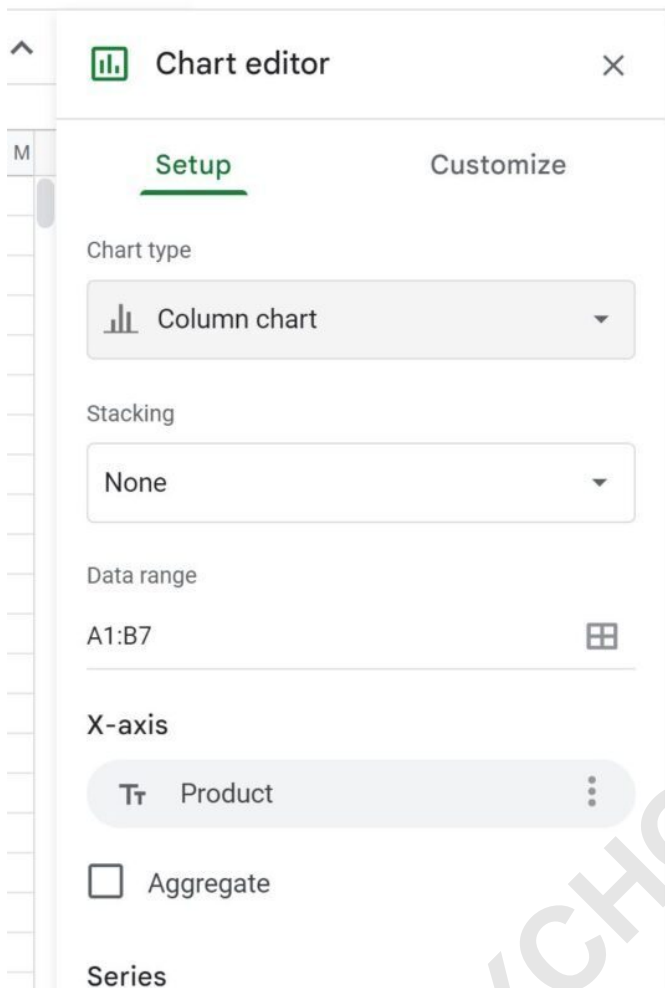 Chart editor
M
Setup Customize
Chart type
Column chart
Stacking
None
Data range
A1:B7
X-axis
Product
Aggregate
Series